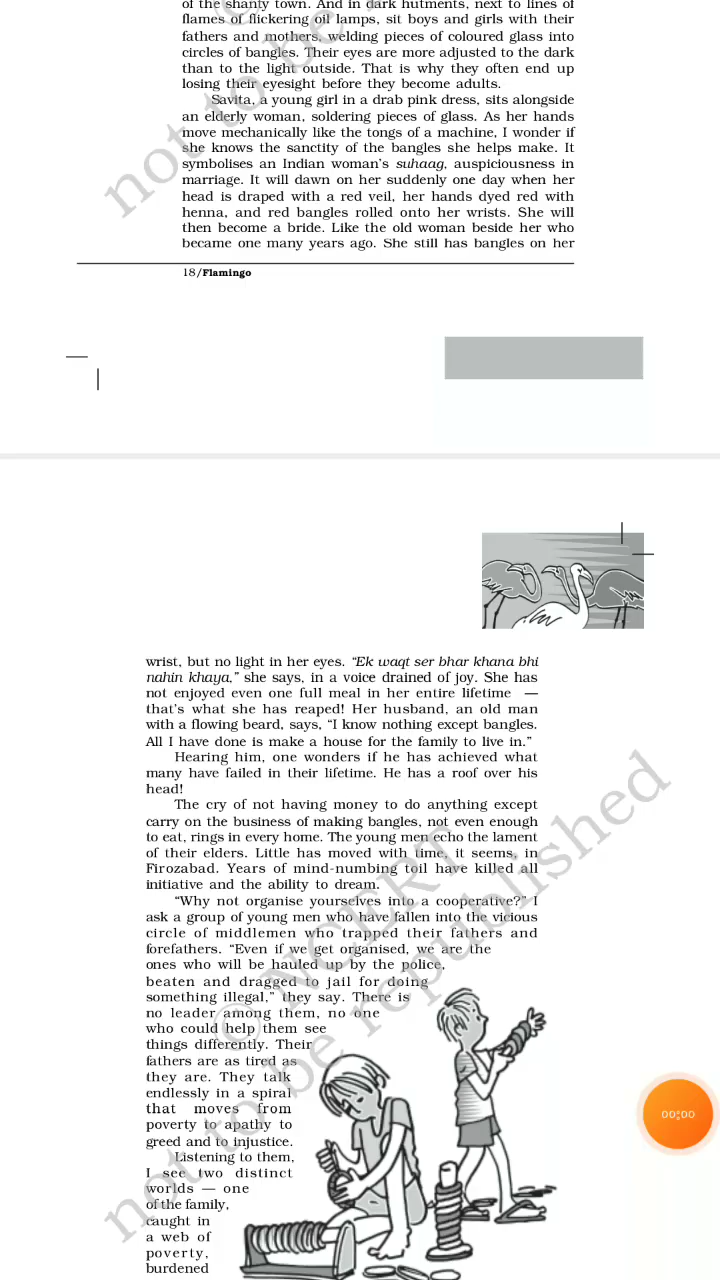 of the shanty town. And in dark hutments, next to lines of
flames of flickering oil lamps, sit boys and girls with their
fathers and mothers, welding pieces of coloured glass into
circles of bangles. Their eyes are more adjusted to the dark
than to the light outside. That is why they often end up
losing their eyesight before they become adults.
Savita, a young girl in a drab pink dress, sits alongside
an elderly woman, soldering pieces of glass. As her hands
move mechanically like the tongs of a machine, I wonder if
she knows the sanctity of the bangles she helps make. It
symbolises an Indian woman's suhaag, auspiciousness in
marriage. It will dawn on her suddenly one day when her
head is draped with a red veil, her hands dyed red with
henna, and red bangles rolled onto her wrists. She will
then become a bride. Like the old woman beside her who
became one many years ago. She still has bangles on her
18/Flamingo
wrist, but no light in her eyes. “Ek waqt ser bhar khana bhi
nahin khaya,” she says, in a voice drained of joy. She has
not enjoyed even one full meal in her entire lifetime —
that's what she has reaped! Her husband, an old man
with a flowing beard, says, “I know nothing except bangles.
All I have done is make a house for the family to live in.”
Hearing him, one wonders if he has achieved what
many have failed in their lifetime. He has a roof over his
head!
The cry of not having money to do anything except
carry on the business of making bangles, not even enough
to eat, rings in every home. The young men echo the lament
of their elders. Little has moved with time, it seems, in
Firozabad. Years of mind-numbing toil have killed all
initiative and the ability to dream.
“Why not organise yourselves into a cooperative?” I
ask a group of young men who have fallen into the vicious
circle of middlemen who trapped their fathers and
forefathers. “Even if we get organised, we are the
ones who will be hauled up by the police,
beaten and dragged to jail for doing
something illegal,” they say. There is
no leader among them, no one
who could help them see
things differently. Their
fathers are as tired as
they are. They talk
endlessly in a spiral
that moves from
poverty to apathy to
greed and to injustice.
Listening to them,
I see two distinct
worlds — one
of the family,
caught in
a web of
poverty,
burdened
00:00
not to be
© NCERT
not to be republished